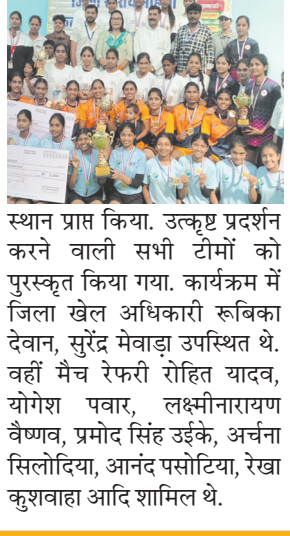 स्थान प्राप्त किया. उत्कृष्ट प्रदर्शन
करने वाली सभी टीमों को
पुरस्कृत किया गया. कार्यक्रम में
जिला खेल अधिकारी रूबिका
देवान, सुरेंद्र मेवाड़ा उपस्थित थे.
वहीं मैच रेफरी रोहित यादव,
योगेश पवार, लक्ष्मीनारायण
वैष्णव, प्रमोद सिंह उईके, अर्चना
सिलोदिया, आनंद पसोटिया, रेखा
कुशवाहा आदि शामिल थे.